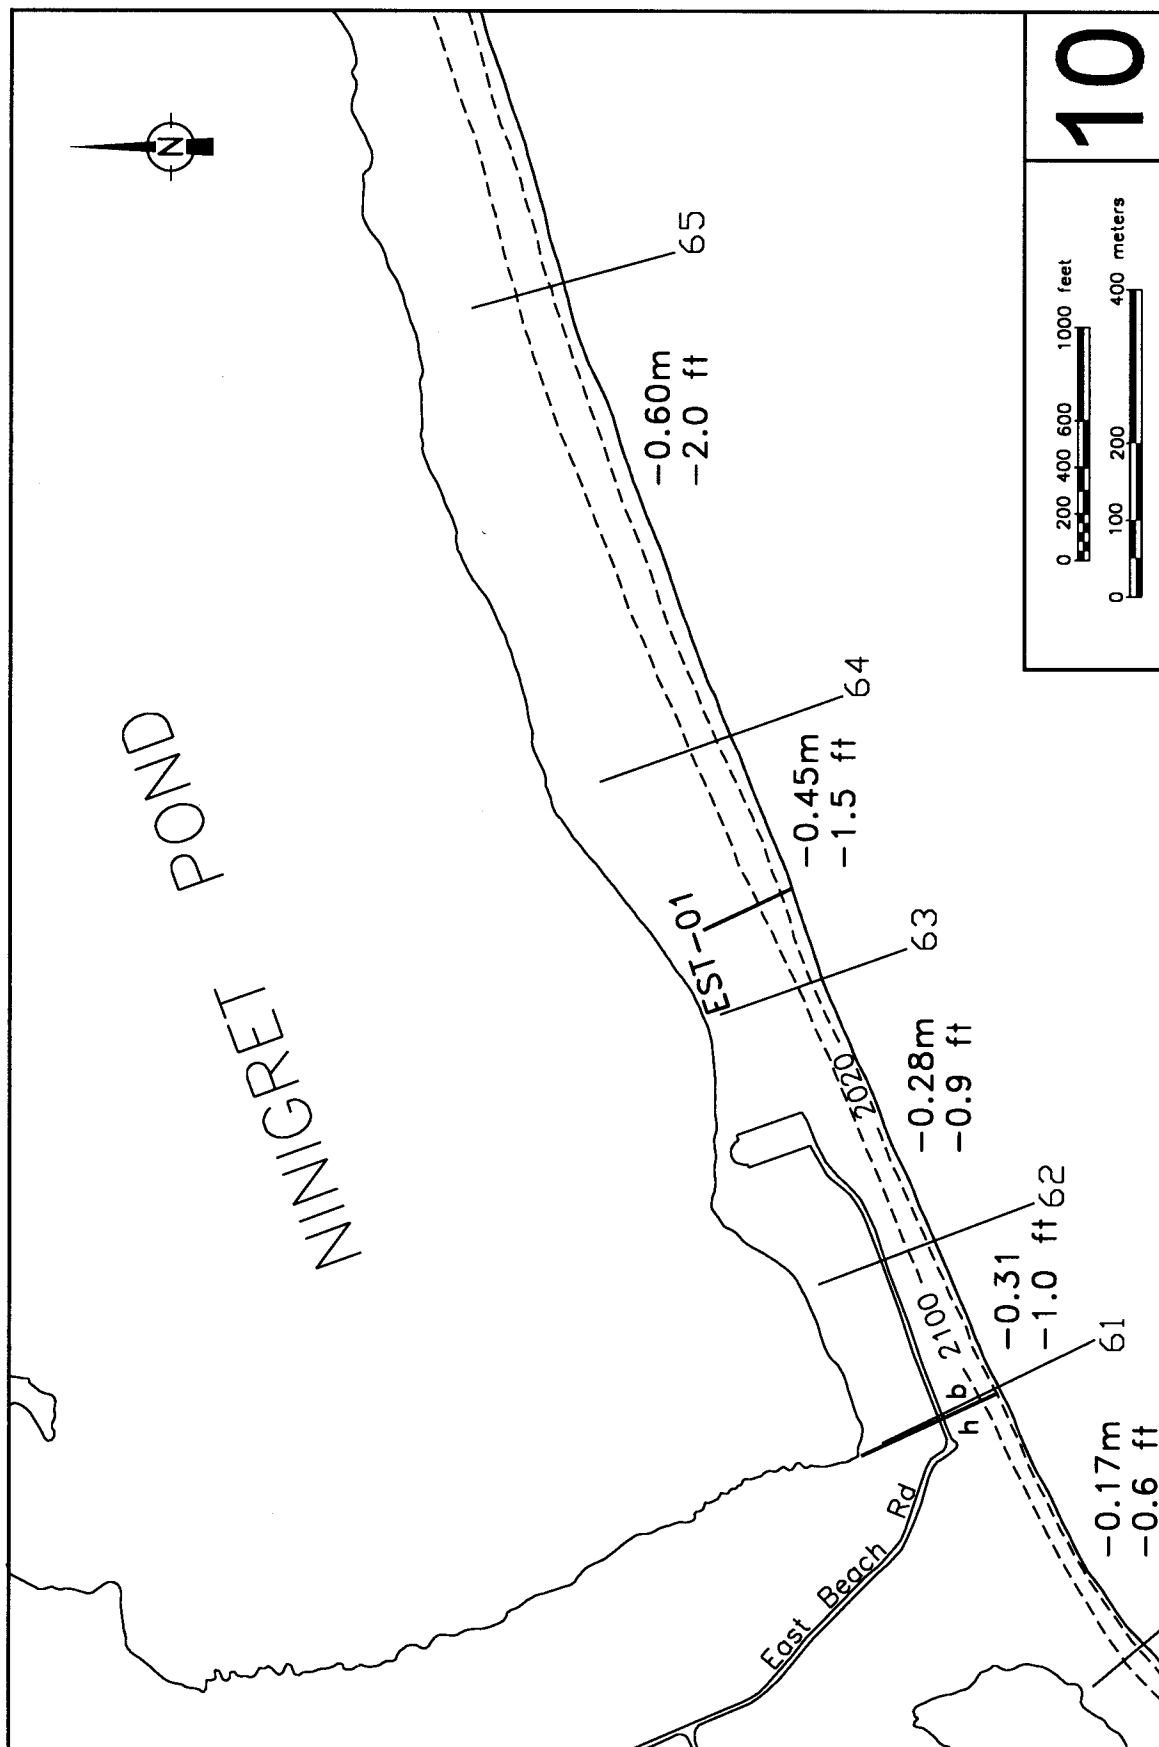 N
NINIGRET POND
65
-0.60m
-2.0 ft
64
-0.45m
-1.5 ft
EST-01
63
-0.28m
-0.9 ft
2020
62
-0.31
-1.0 ft
2100
61
b
h
-0.17m
-0.6 ft
East Beach Rd
0 200 400 600 1000 feet
0 100 200 400 meters
10